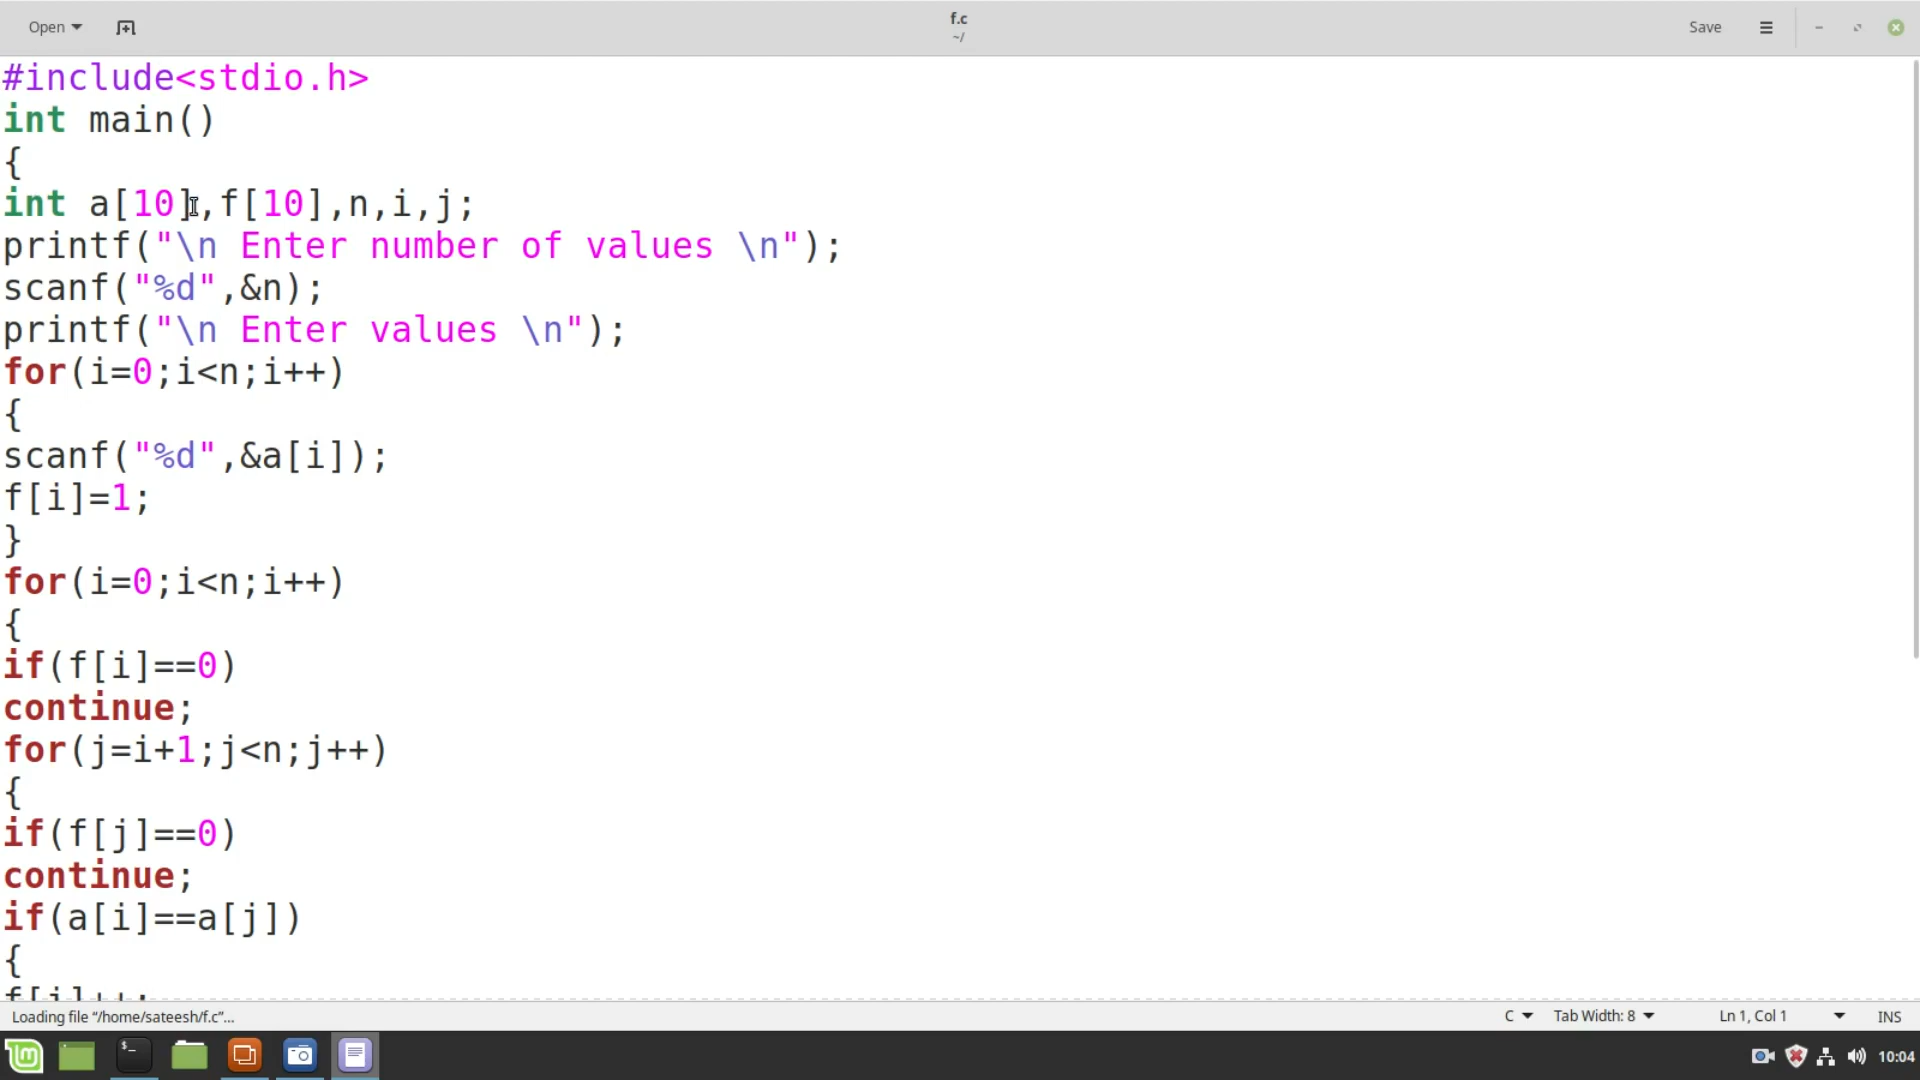 Open
f.c
~/
Save
#include<stdio.h>
int main()
{
int a[10],f[10],n,i,j;
printf("\n Enter number of values \n");
scanf("%d",&n);
printf("\n Enter values \n");
for(i=0;i<n;i++)
{
scanf("%d",&a[i]);
f[i]=1;
}
for(i=0;i<n;i++)
{
if(f[i]==0)
continue;
for(j=i+1;j<n;j++)
{
if(f[j]==0)
continue;
if(a[i]==a[j])
{
Loading file “/home/sateesh/f.c”...
C
Tab Width: 8
Ln 1, Col 1
INS
10:04